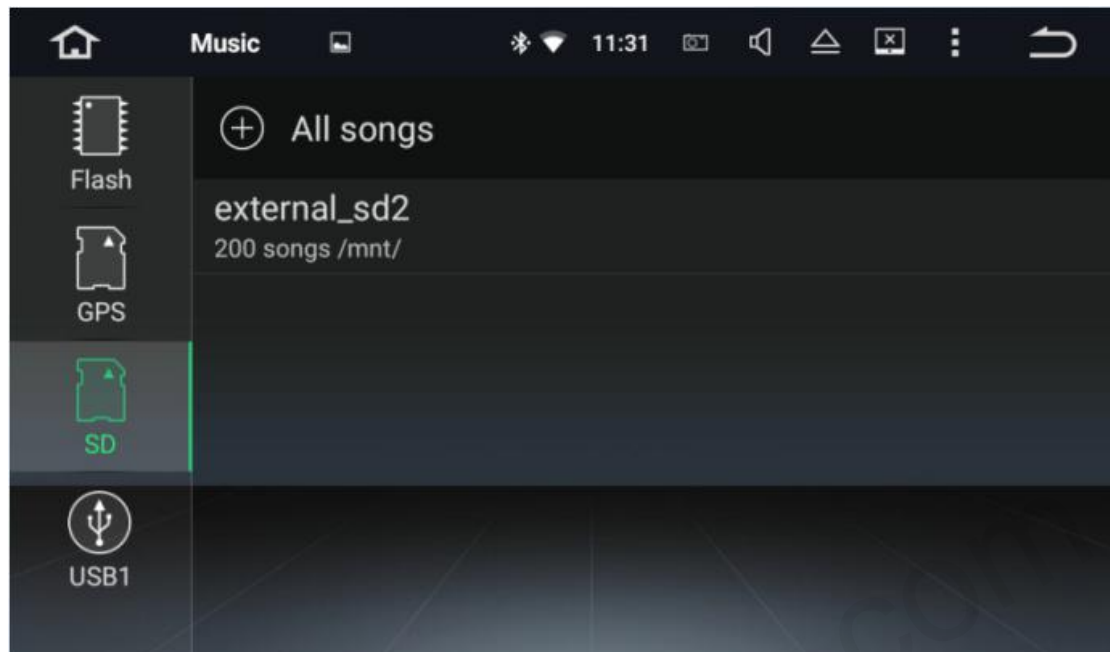 Music 11:31
Flash
GPS
SD
USB1
All songs
external_sd2
200 songs /mnt/